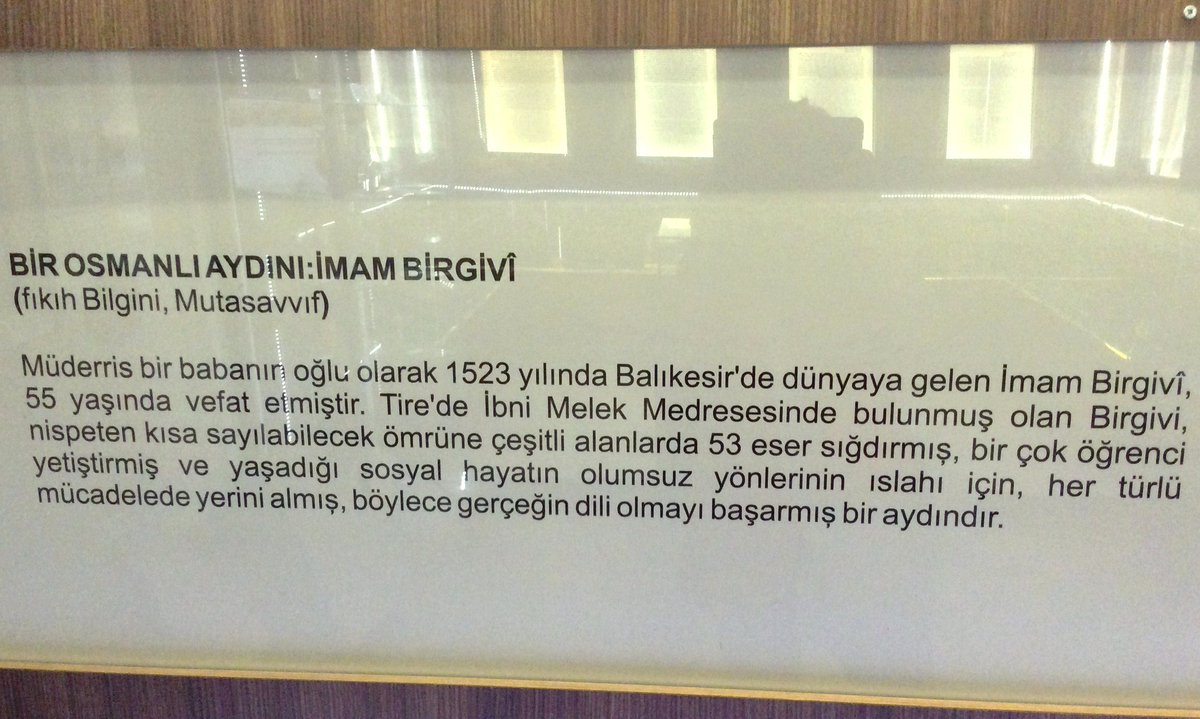 BİR OSMANLI AYDINI:İMAM BİRGİVÎ
(fıkıh Bilgini, Mutasavvıf)
Müderris bir babanın oğlu olarak 1523 yılında Balıkesir'de dünyaya gelen İmam Birgivî,
55 yaşında vefat etmiştir. Tire'de İbni Melek Medresesinde bulunmuş olan Birgivi,
nispeten kısa sayılabilecek ömrüne çeşitli alanlarda 53 eser sığdırmış, bir çok öğrenci
yetiştirmiş ve yaşadığı sosyal hayatın olumsuz yönlerinin ıslahı için, her türlü
mücadelede yerini almış, böylece gerçeğin dili olmayı başarmış bir aydındır.